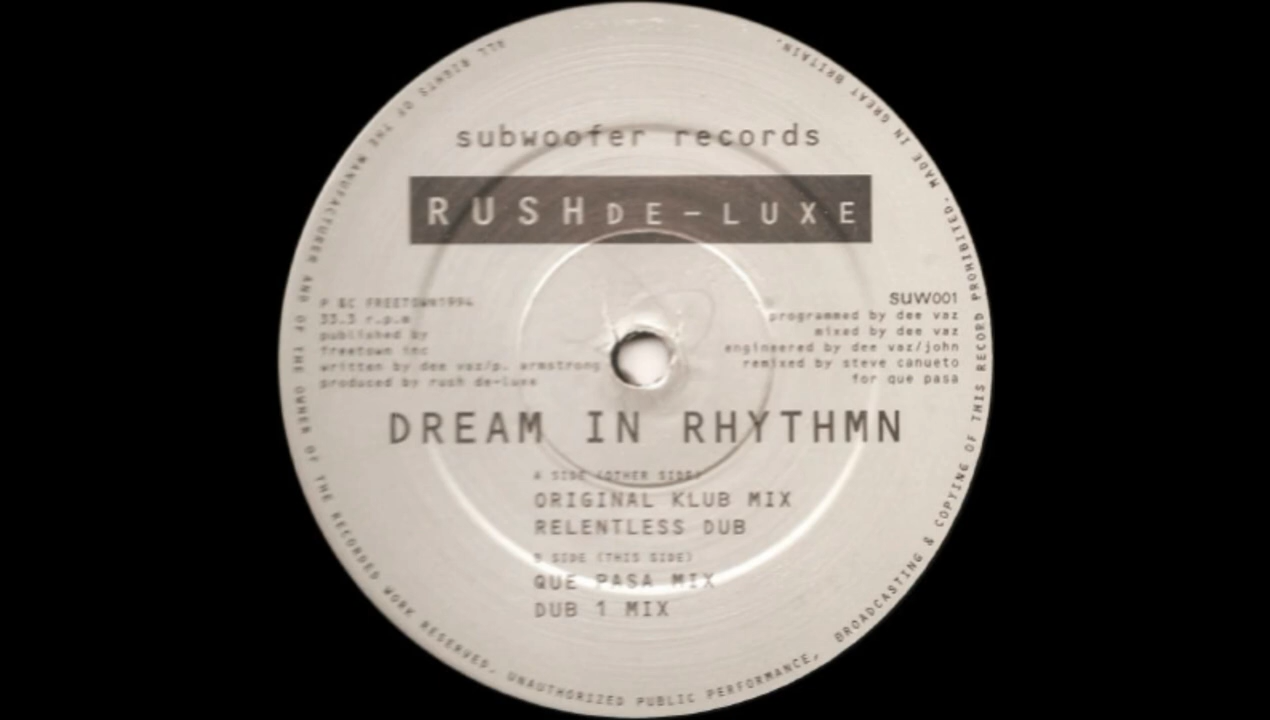 subwoofer records
RUSH DE-LUXE
P &C FREETOWN1994
33.3 r.p.m
published by
freetown inc
written by dee vaz/p. armstrong
produced by rush de-luxe
suw001
programmed by dee vaz
mixed by dee vaz
engineered by dee vaz/john
remixed by steve canueto
for que pasa
DREAM IN RHYTHMN
A SIDE (OTHER SIDE)
ORIGINAL KLUB MIX
RELENTLESS DUB
B SIDE (THIS SIDE)
QUE PASA MIX
DUB 1 MIX
ALL RIGHTS OF THE MANUFACTURER AND OF THE OWNER OF THE RECORDED WORK RESERVED. UNAUTHORIZED PUBLIC PERFORMANCE, BROADCASTING & COPYING OF THIS RECORD PROHIBITED. MADE IN GREAT BRITAIN.